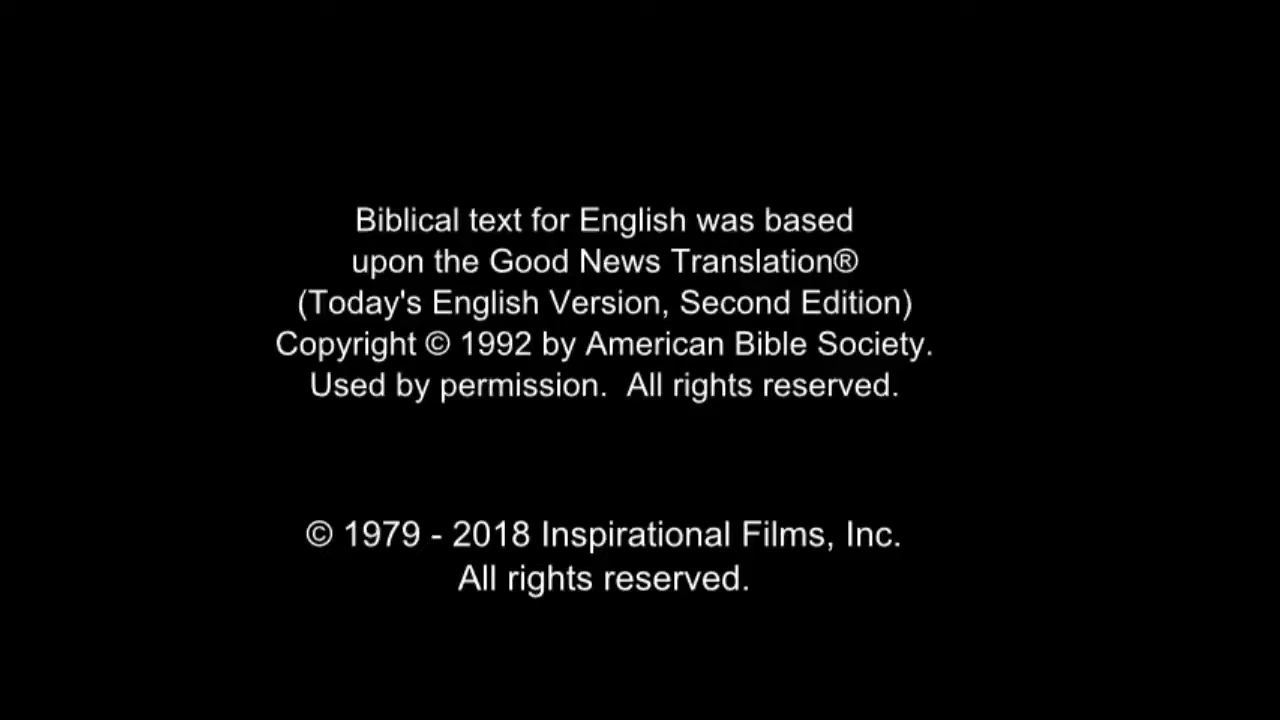 Biblical text for English was based
upon the Good News Translation®
(Today's English Version, Second Edition)
Copyright © 1992 by American Bible Society.
Used by permission.  All rights reserved.
© 1979 - 2018 Inspirational Films, Inc.
All rights reserved.